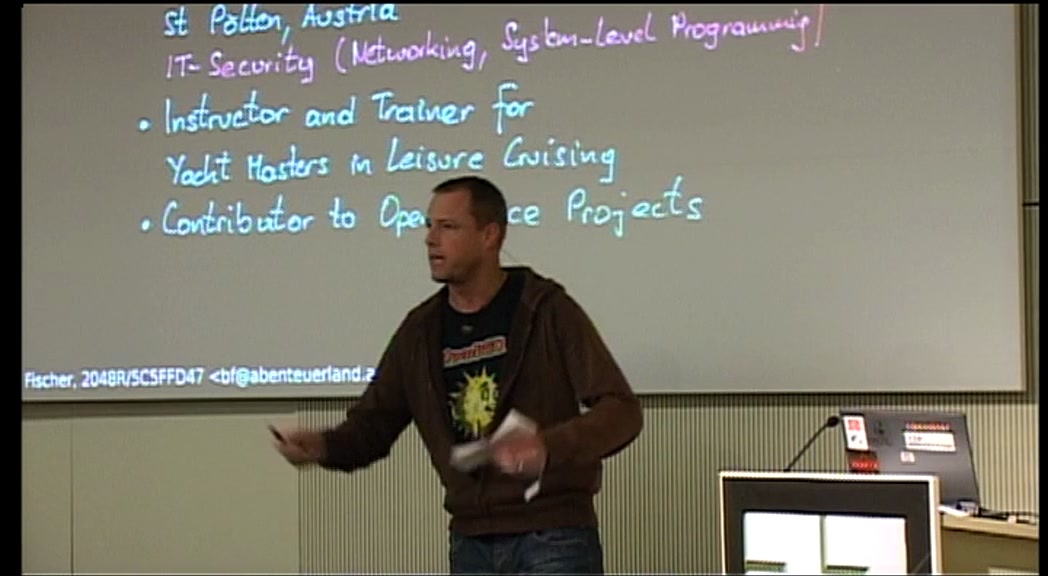 St Pölten, Austria
IT-Security (Networking, System-Level Programming)
• Instructor and Trainer for
Yacht Masters in Leisure Cruising
• Contributor to Ope ce Projects
Fischer, 2048R/5C5FFD47 <bf@abenteuerland.a